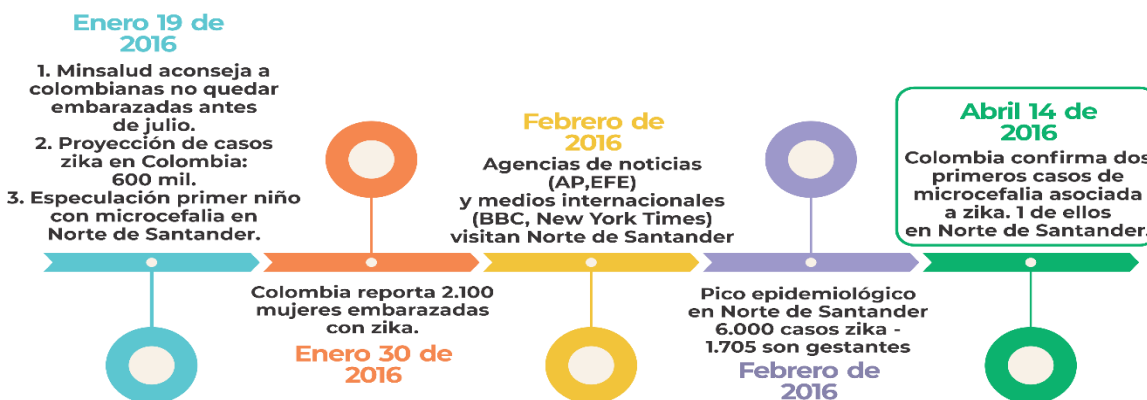 Enero 19 de
2016
1. Minsalud aconseja a
colombianas no quedar
embarazadas antes
de julio.
2. Proyección de casos
zika en Colombia:
600 mil.
3. Especulación primer niño
con microcefalia en
Norte de Santander.
Colombia reporta 2.100
mujeres embarazadas
con zika.
Enero 30 de
2016
Febrero de
2016
Agencias de noticias
(AP,EFE)
y medios internacionales
(BBC, New York Times)
visitan Norte de Santander
Pico epidemiológico
en Norte de Santander
6.000 casos zika -
1.705 son gestantes
Febrero de
2016
Abril 14 de
2016
Colombia confirma dos
primeros casos de
microcefalia asociada
a zika. 1 de ellos
en Norte de Santander.